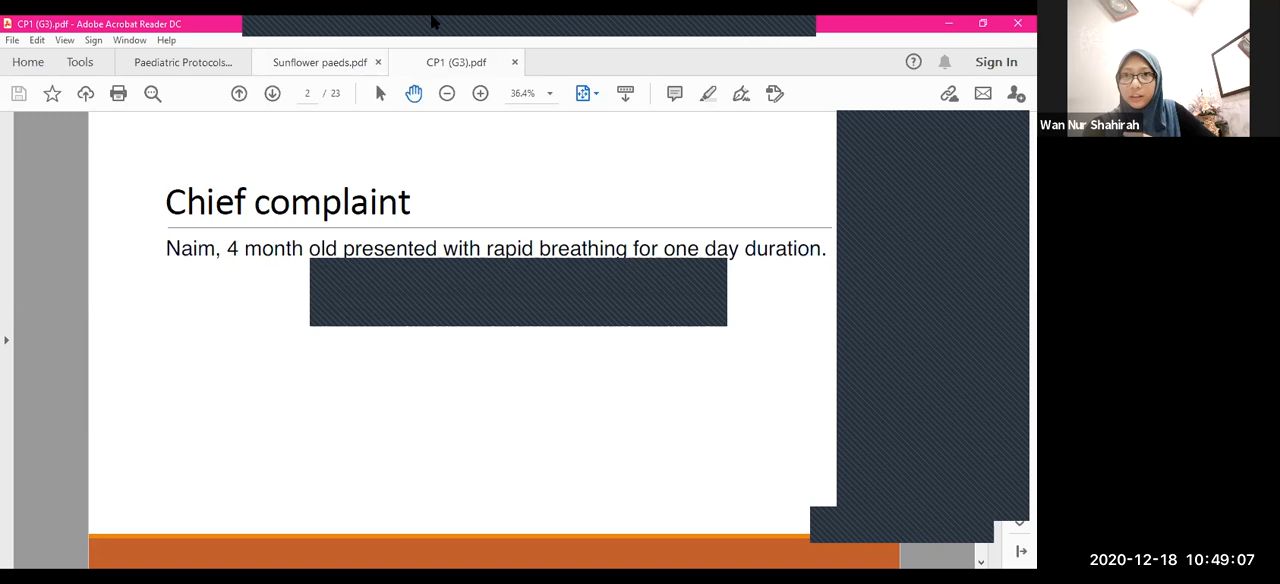 CP1 (G3).pdf - Adobe Acrobat Reader DC
File Edit View Sign Window Help
Home Tools Paediatric Protocols... Sunflower paeds.pdf × CP1 (G3).pdf × Sign In
2 / 23 36.4%
Wan Nur Shahirah
Chief complaint
Naim, 4 month old presented with rapid breathing for one day duration.
2020-12-18 10:49:07